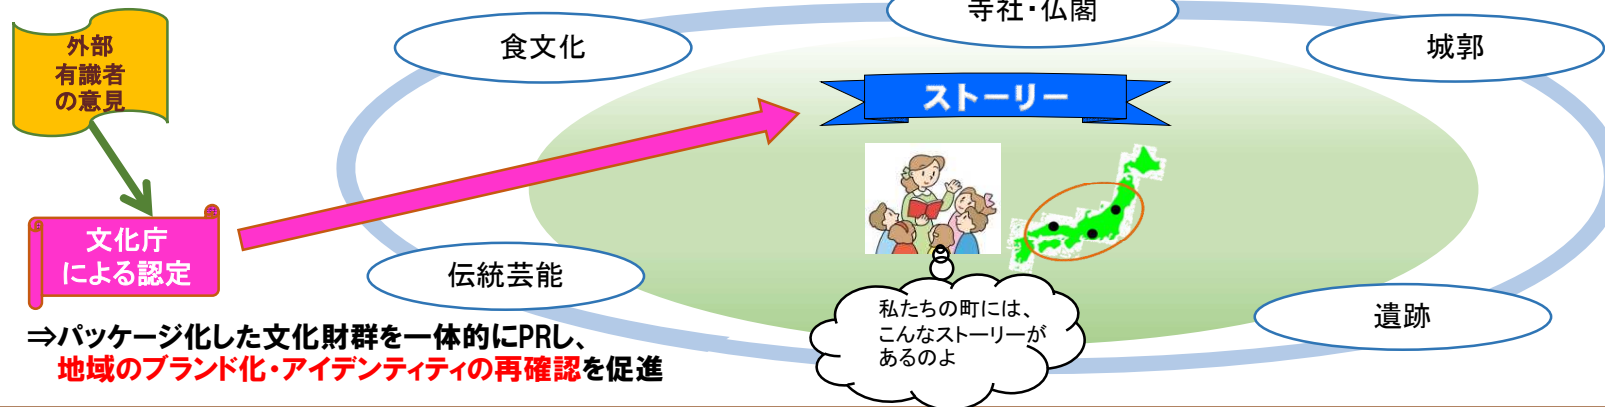 外部
有識者
の意見
文化庁
による認定
食文化
寺社・仏閣
城郭
ストーリー
伝統芸能
遺跡
私たちの町には、
こんなストーリーが
あるのよ
⇒パッケージ化した文化財群を一体的にPRし、
地域のブランド化・アイデンティティの再確認を促進